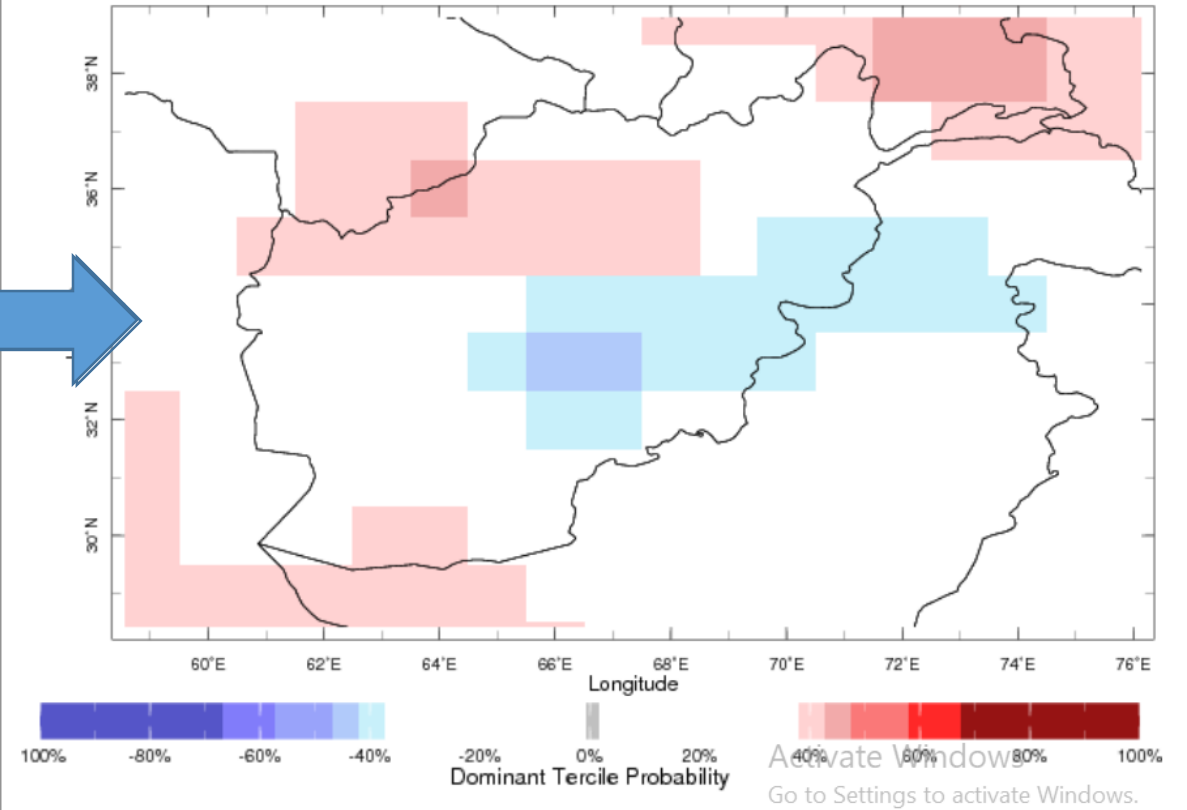 38°N
36°N
32°N
30°N
60°E 62°E 64°E 66°E 68°E 70°E 72°E 74°E 76°E
Longitude
100% -80% -60% -40% -20% 0% 20% 40% 60% 80% 100%
Dominant Tercile Probability
Activate Windows
Go to Settings to activate Windows.